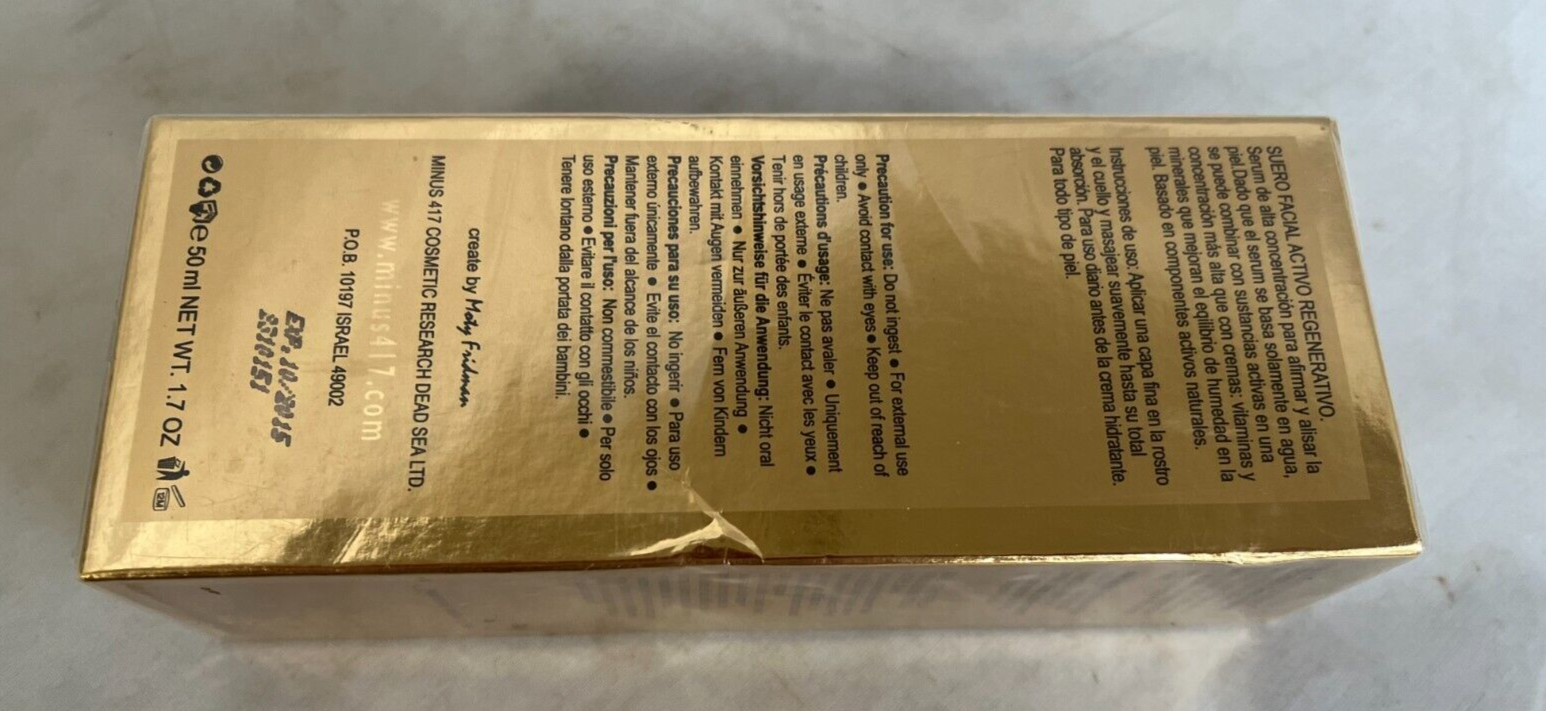 SUERO FACIAL ACTIVO REGENERATIVO.
Serum de alta concentración para afirmar y alisar la
piel.Dado que el serum se basa solamente en agua,
se puede combinar con sustancias activas en una
concentración más alta que con cremas: vitaminas y
minerales que mejoran el eqilibrio de humedad en la
piel. Basado en componentes activos naturales.
Instrucciones de uso: Aplicar una capa fina en la rostro
y el cuello y masajear suavemente hasta su total
absorción. Para uso diario antes de la crema hidratante.
Para todo tipo de piel.
Precaution for use: Do not ingest ● For external use
only ● Avoid contact with eyes ● Keep out of reach of
children.
Précautions d'usage: Ne pas avaler ● Uniquement
en usage externe ● Éviter le contact avec les yeux ●
Tenir hors de portée des enfants.
Vorsichtshinweise für die Anwendung: Nicht oral
einnehmen ● Nur zur äußeren Anwendung ●
Kontakt mit Augen vermeiden ● Fern von Kindern
aufbewahren.
Precauciones para su uso: No ingerir ● Para uso
externo únicamente ● Evite el contacto con los ojos ●
Mantener fuera del alcance de los niños.
Precauzioni per l'uso: Non commestibile ● Per solo
uso esterno ● Evitare il contatto con gli occhi ●
Tenere lontano dalla portata dei bambini.
create by Moty Fridman
MINUS 417 COSMETIC RESEARCH DEAD SEA LTD.
www.minus417.com
P.O.B. 10197 ISRAEL 49002
EXP. 10/2015
2310151
e 50 ml NET WT. 1.7 OZ
12M